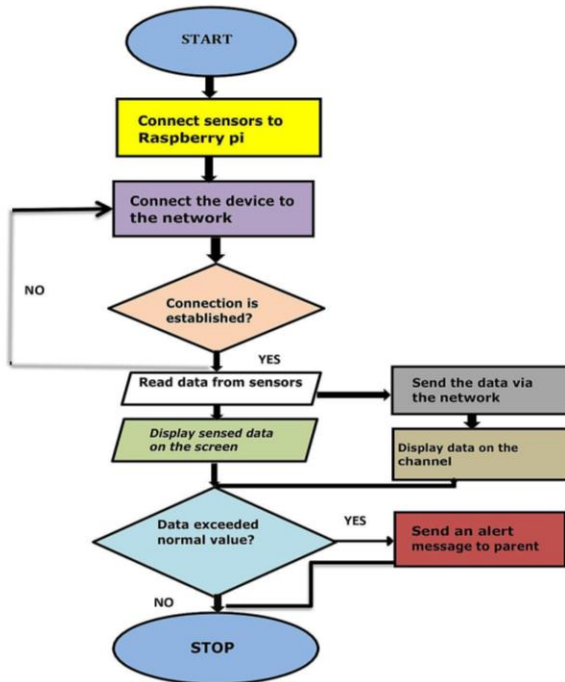 START
Connect sensors to
Raspberry pi
Connect the device to
the network
NO
Connection is
established?
YES
Read data from sensors
Send the data via
the network
Display sensed data
on the screen
Display data on the
channel
Data exceeded
normal value?
YES
Send an alert
message to parent
NO
STOP